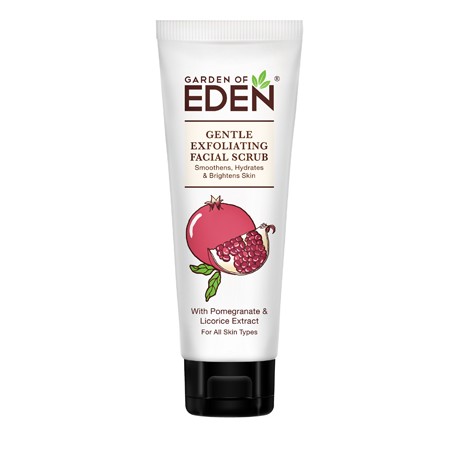 GARDEN OF
EDEN®
GENTLE
EXFOLIATING
FACIAL SCRUB
Smoothens, Hydrates
& Brightens Skin
With Pomegranate &
Licorice Extract
For All Skin Types